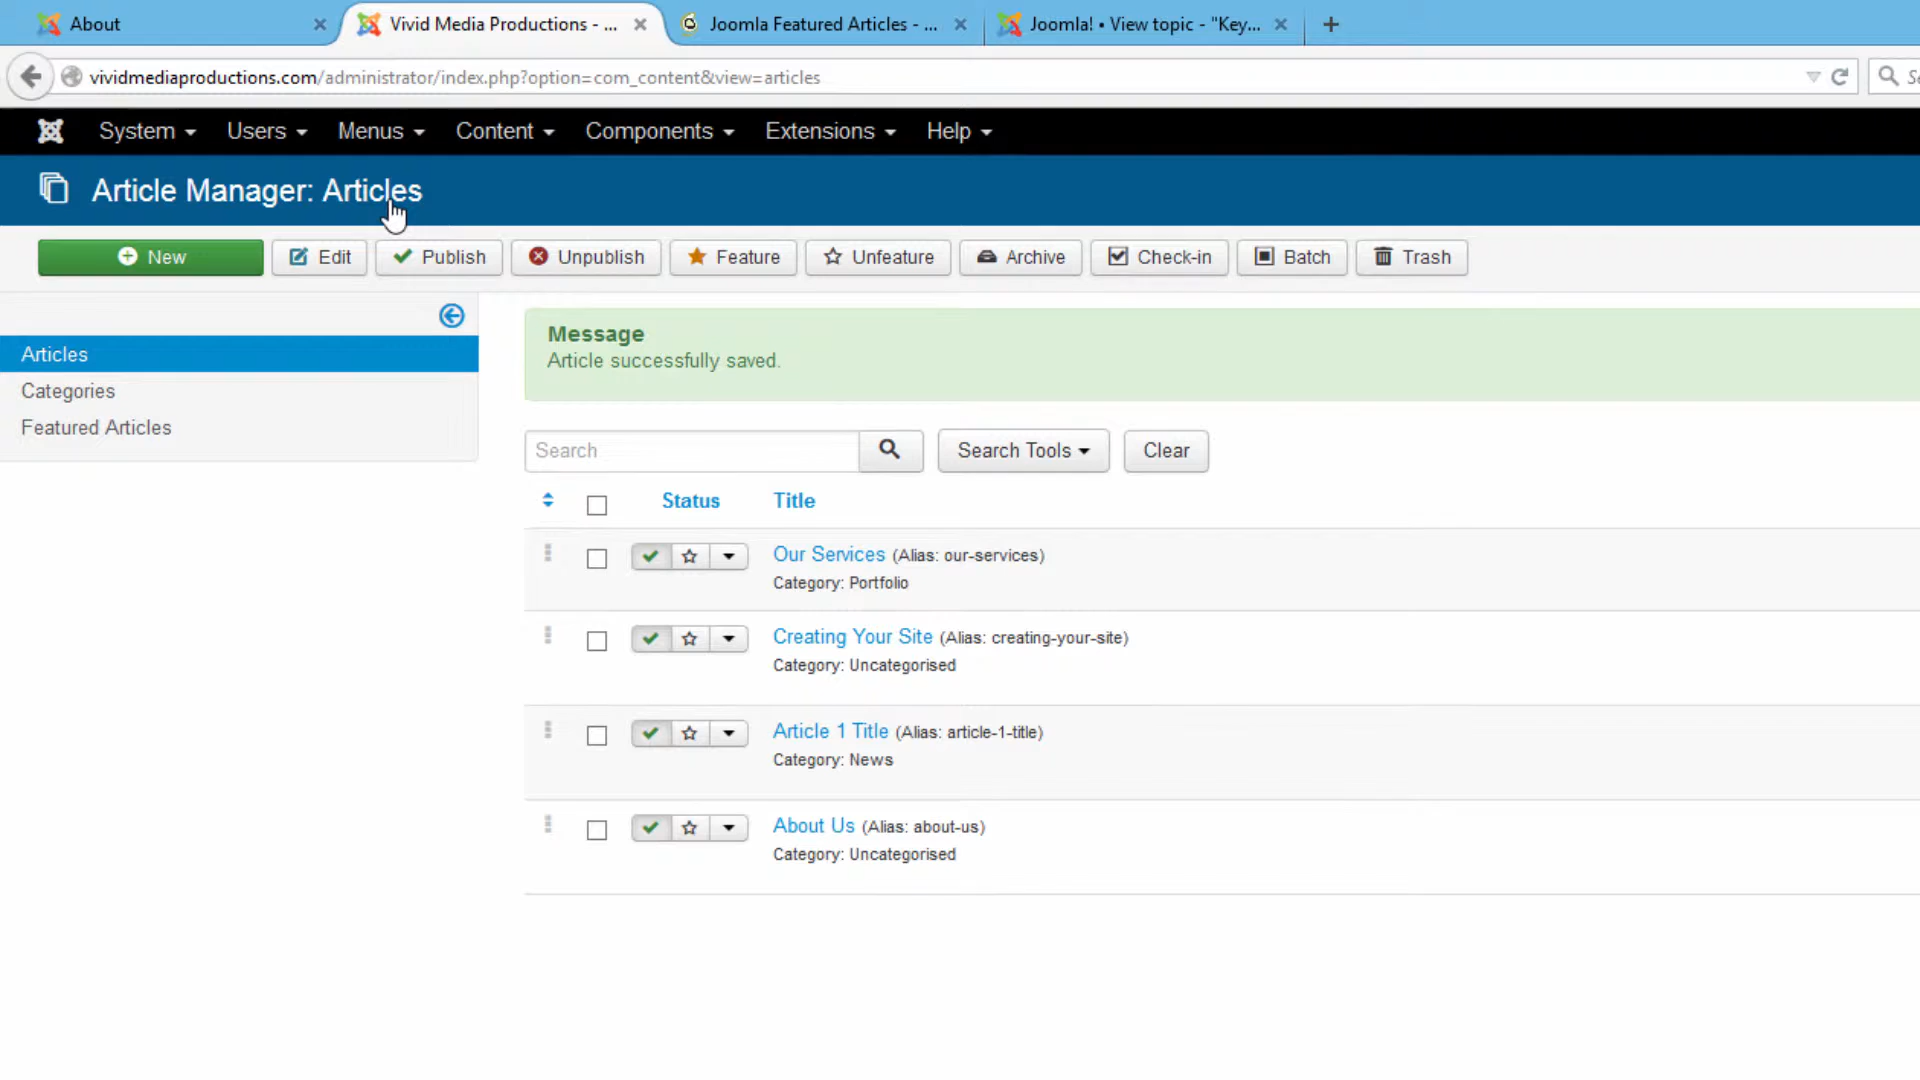 About
Vivid Media Productions - ...
Joomla Featured Articles - ...
Joomla! • View topic - "Key...
vividmediaproductions.com/administrator/index.php?option=com_content&view=articles
System Users Menus Content Components Extensions Help
Article Manager: Articles
New Edit Publish Unpublish Feature Unfeature Archive Check-in Batch Trash
Articles
Categories
Featured Articles
Message
Article successfully saved.
Search Search Tools Clear
Status Title
Our Services (Alias: our-services)
Category: Portfolio
Creating Your Site (Alias: creating-your-site)
Category: Uncategorised
Article 1 Title (Alias: article-1-title)
Category: News
About Us (Alias: about-us)
Category: Uncategorised